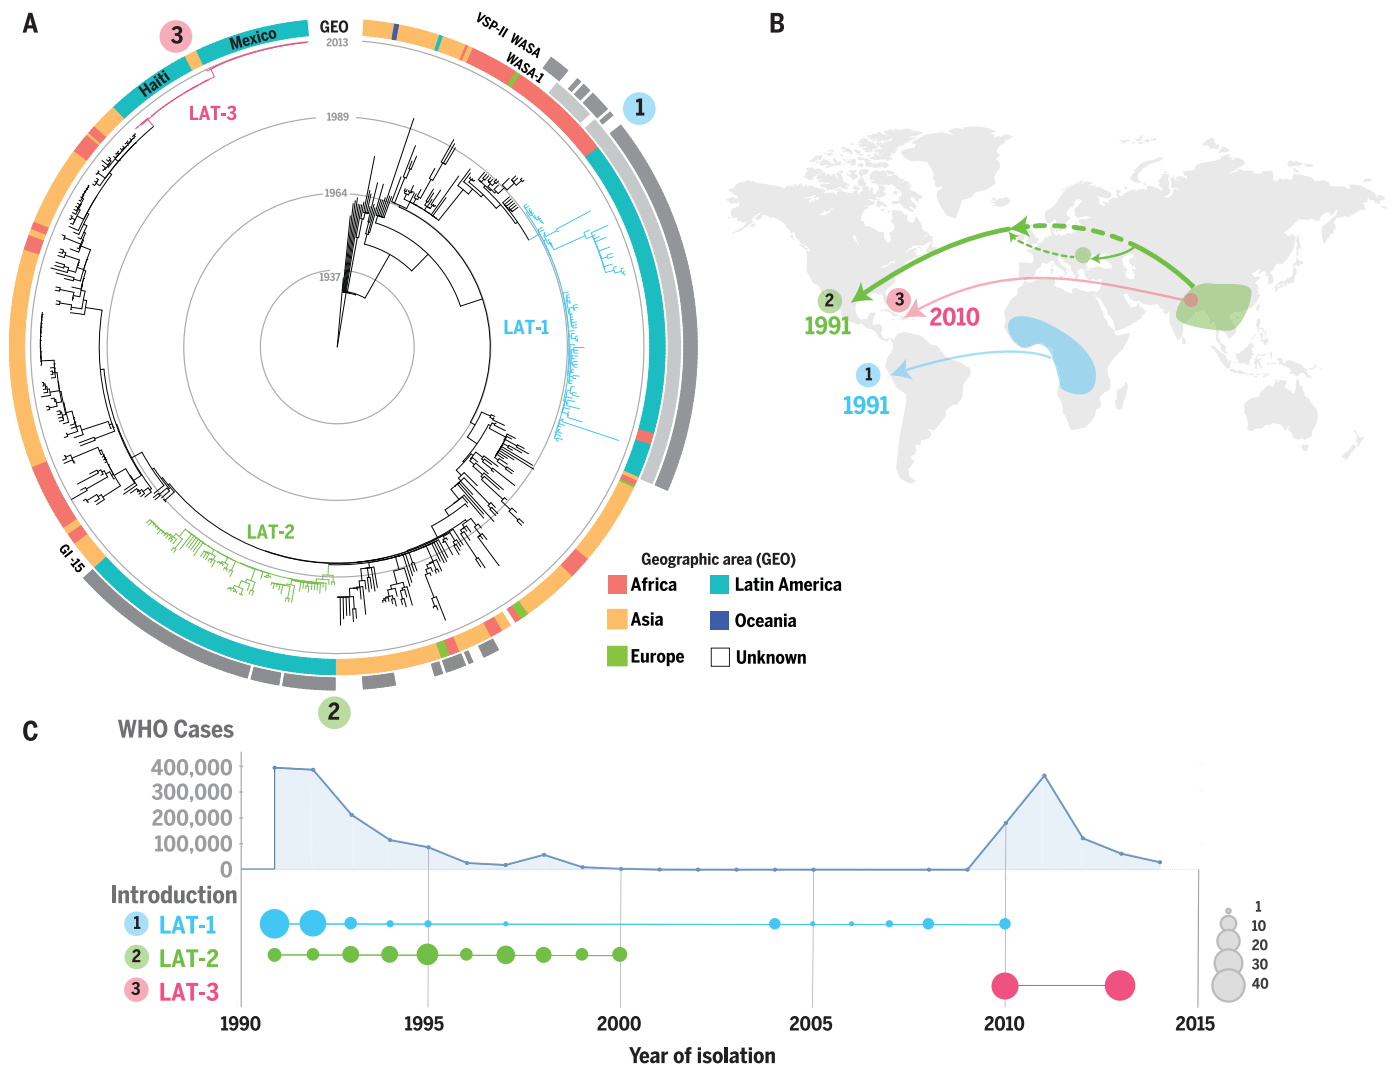 A
3
GEO
2013
Mexico
Haiti
LAT-3
VSP-II WASA
WASA-1
1
1989
1964
1937
LAT-1
LAT-2
GI -15
2
Geographic area (GEO)
Africa
Latin America
Asia
Oceania
Europe
Unknown
B
2
1991
3
2010
1
1991
C
WHO Cases
400,000
300,000
200,000
100,000
0
Introduction
1 LAT-1
2 LAT-2
3 LAT-3
1
10
20
30
40
1990 1995 2000 2005 2010 2015
Year of isolation